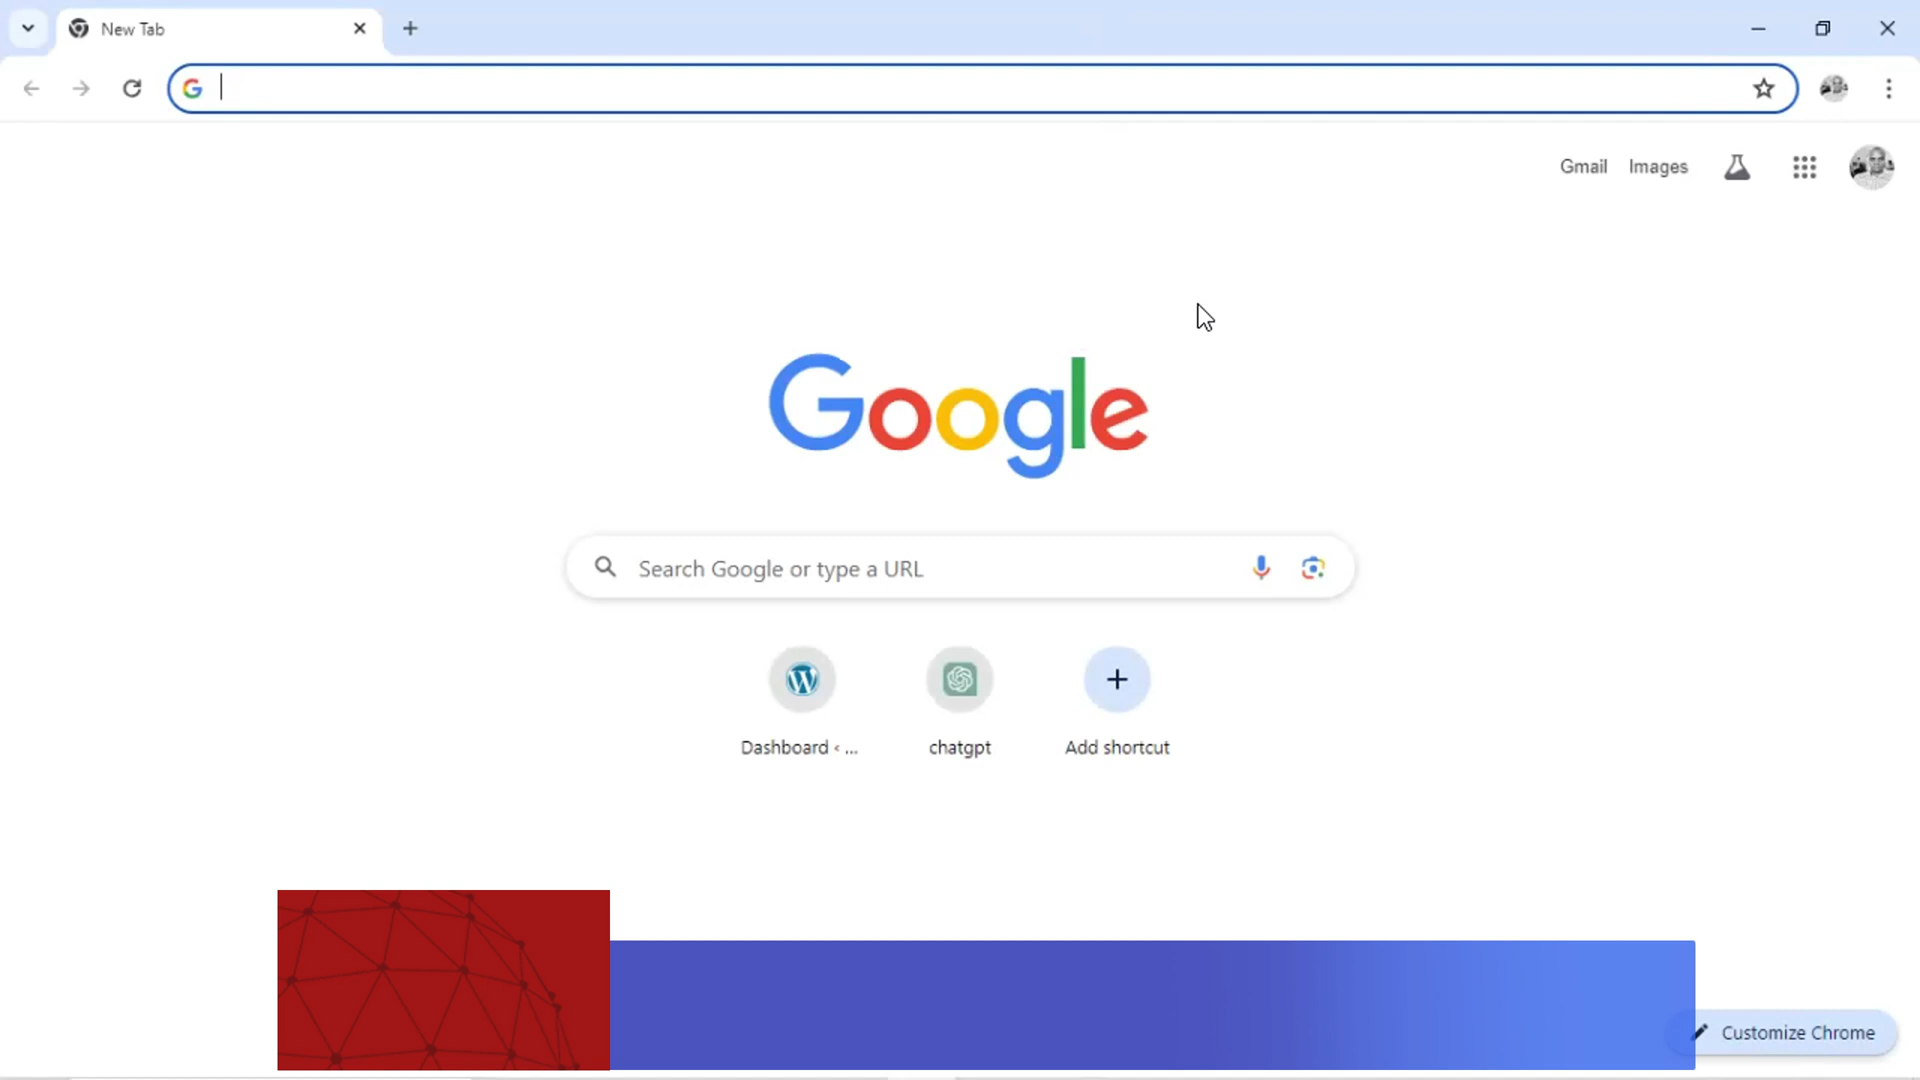 New Tab
Gmail Images
Google
Search Google or type a URL
Dashboard ‹ ...
chatgpt
Add shortcut
Customize Chrome